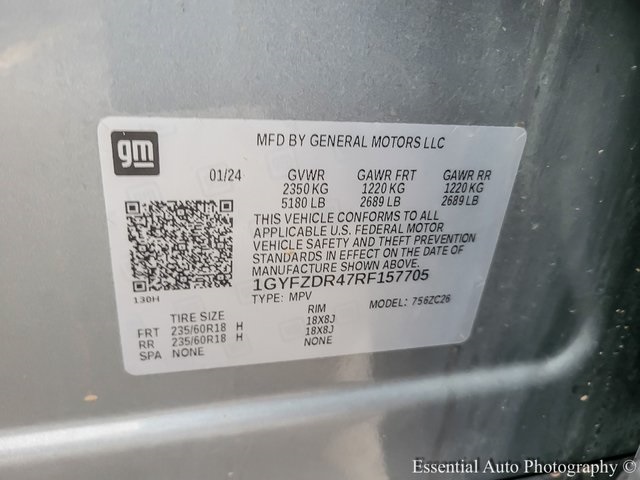 gm
MFD BY GENERAL MOTORS LLC
01/24 GVWR GAWR FRT GAWR RR
2350 KG 1220 KG 1220 KG
5180 LB 2689 LB 2689 LB
THIS VEHICLE CONFORMS TO ALL
APPLICABLE U.S. FEDERAL MOTOR
VEHICLE SAFETY AND THEFT PREVENTION
STANDARDS IN EFFECT ON THE DATE OF
MANUFACTURE SHOWN ABOVE.
1GYFZDR47RF157705
130H
TYPE: MPV MODEL: 756ZC26
TIRE SIZE RIM
FRT 235/60R18 H 18X8J
RR 235/60R18 H 18X8J
SPA NONE NONE
Essential Auto Photography ©